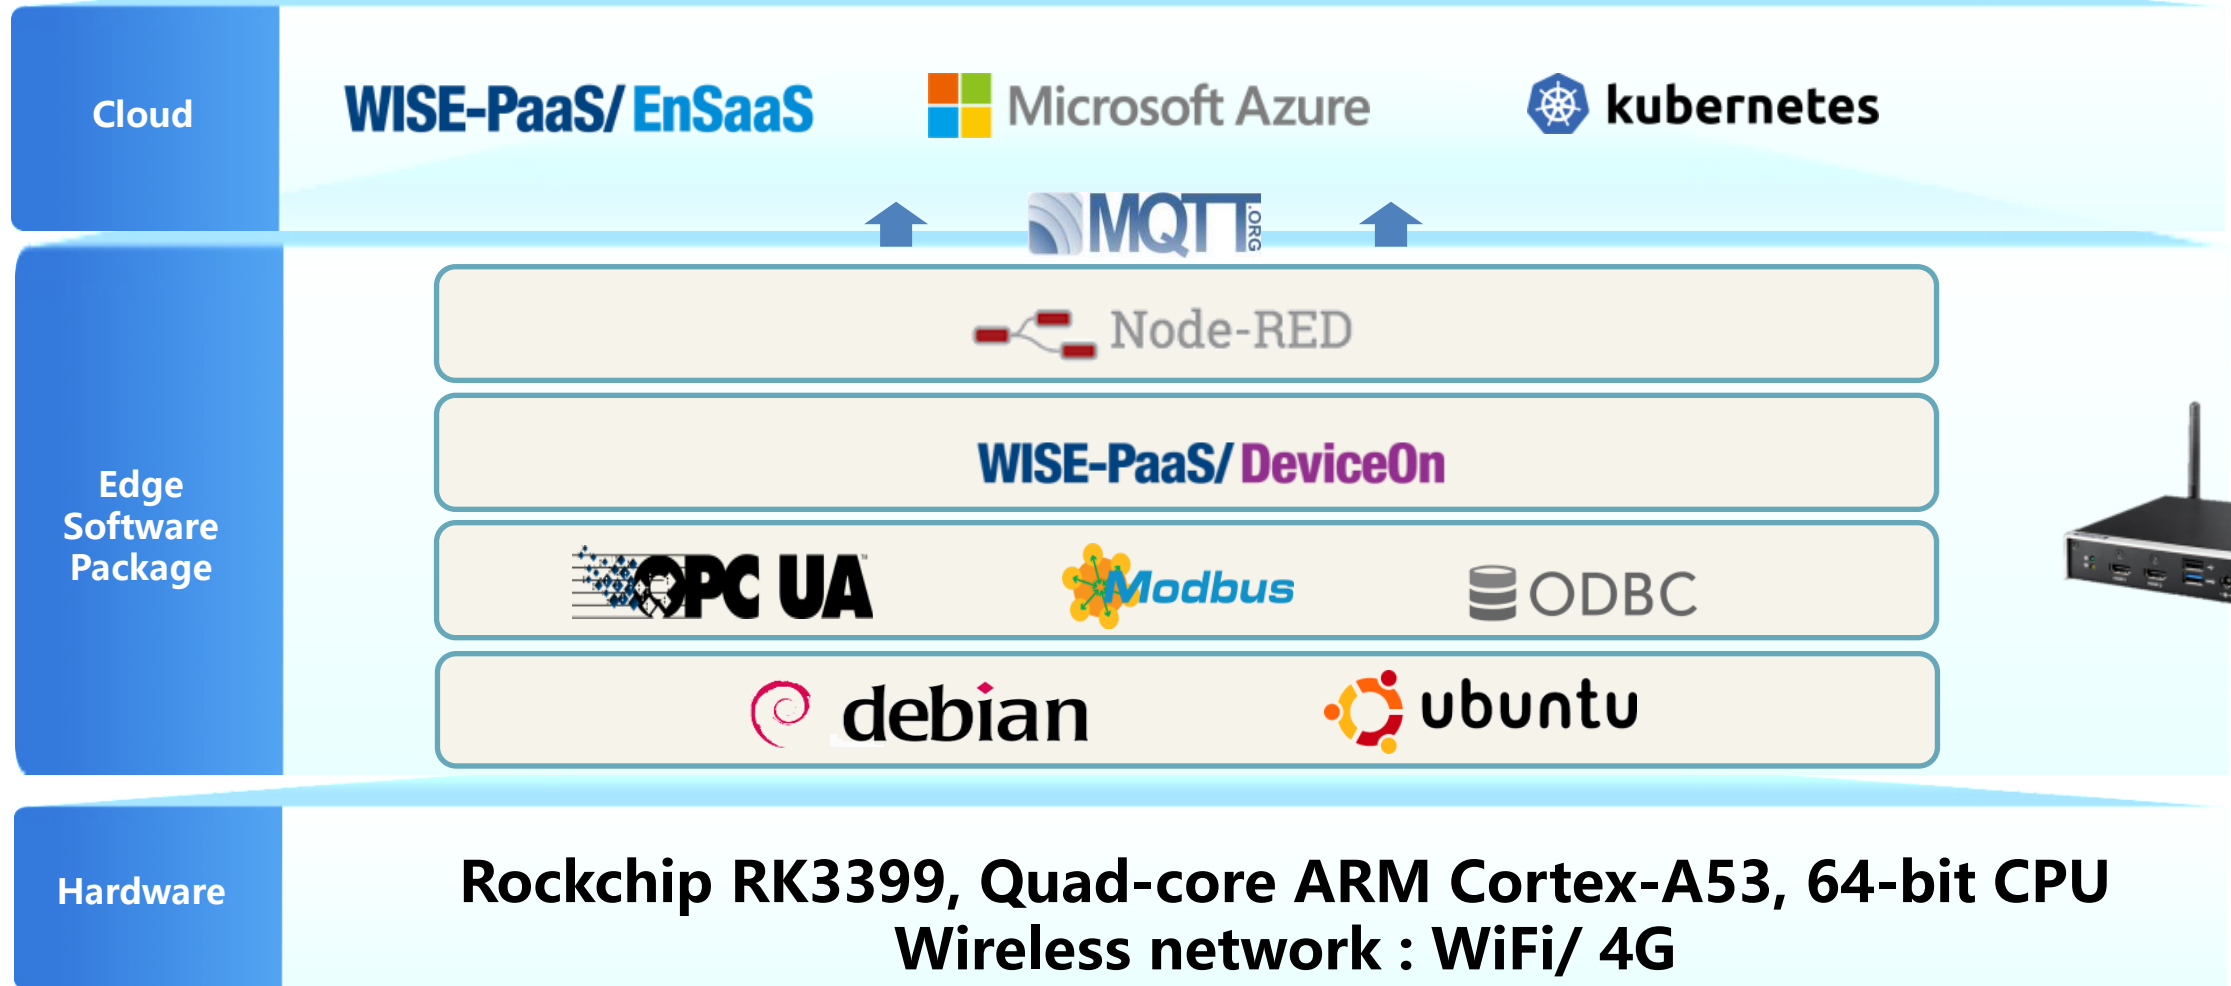 Cloud
WISE-PaaS/EnSaaS
Microsoft Azure
kubernetes
MQTT.ORG
Edge
Software
Package
Node-RED
WISE-PaaS/DeviceOn
OPC UA™
Modbus
ODBC
debian
ubuntu
Hardware
Rockchip RK3399, Quad-core ARM Cortex-A53, 64-bit CPU
Wireless network : WiFi/ 4G